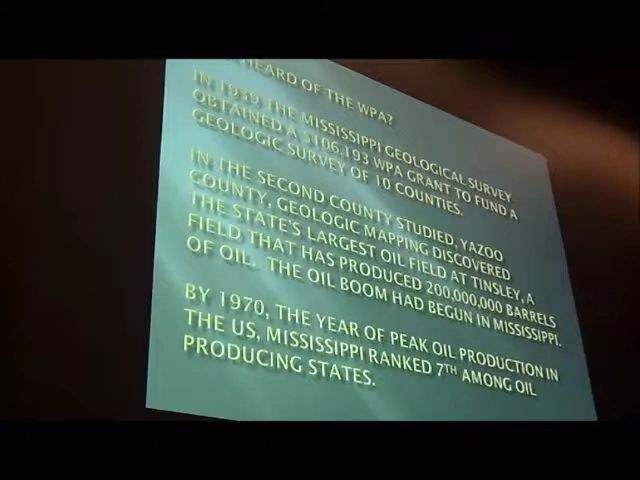 HEARD OF THE WPA?
IN 1939 THE MISSISSIPPI GEOLOGICAL SURVEY
OBTAINED A $106,193 WPA GRANT TO FUND A
GEOLOGIC SURVEY OF 10 COUNTIES.
IN THE SECOND COUNTY STUDIED, YAZOO
COUNTY, GEOLOGIC MAPPING DISCOVERED
THE STATE'S LARGEST OIL FIELD AT TINSLEY, A
FIELD THAT HAS PRODUCED 200,000,000 BARRELS
OF OIL. THE OIL BOOM HAD BEGUN IN MISSISSIPPI.
BY 1970, THE YEAR OF PEAK OIL PRODUCTION IN
THE US, MISSISSIPPI RANKED 7TH AMONG OIL
PRODUCING STATES.